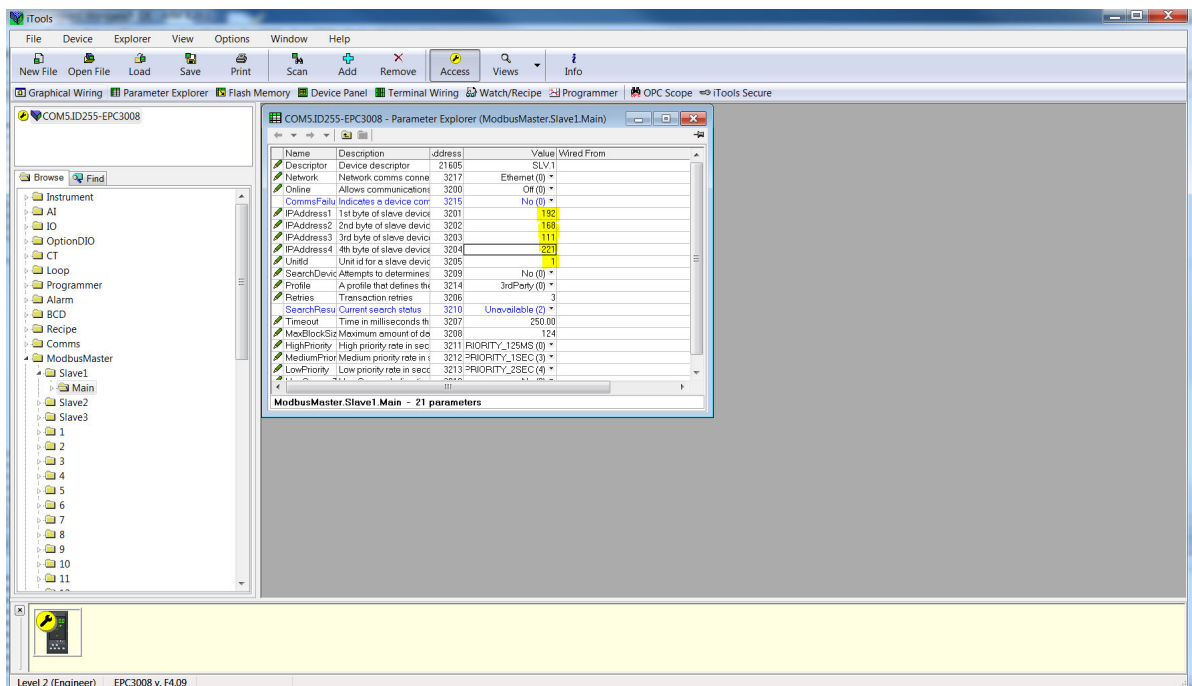 iTools
File Device Explorer View Options Window Help
New File Open File Load Save Print Scan Add Remove Access Views Info
Graphical Wiring Parameter Explorer Flash Memory Device Panel Terminal Wiring Watch/Recipe Programmer OPC Scope iTools Secure
COM5.ID255-EPC3008
Browse Find
Instrument
AI
IO
OptionDIO
CT
Loop
Programmer
Alarm
BCD
Recipe
Comms
ModbusMaster
Slave1
Main
Slave2
Slave3
1
2
3
4
5
6
7
8
9
10
11
COM5.ID255-EPC3008 - Parameter Explorer (ModbusMaster.Slave1.Main)
Name Description ddress Value Wired From
Descriptor Device descriptor 21605 SLV.1
Network Network comms conne 3217 Ethernet (0)
Online Allows communications 3200 Off (0)
CommsFailu Indicates a device com 3215 No (0)
IPAddress1 1st byte of slave device 3201 192
IPAddress2 2nd byte of slave devic 3202 168
IPAddress3 3rd byte of slave devic 3203 111
IPAddress4 4th byte of slave device 3204 221
UnitId Unit id for a slave devic 3205 1
SearchDevic Attempts to determines 3209 No (0)
Profile A profile that defines the 3214 3rdParty (0)
Retries Transaction retries 3206 3
SearchResu Current search status 3210 Unavailable (2)
Timeout Time in milliseconds th 3207 250.00
MaxBlockSiz Maximum amount of da 3208 124
HighPriority High priority rate in sec 3211 RIORITY_125MS (0)
MediumPrior Medium priority rate in s 3212 PRIORITY_1SEC (3)
LowPriority Low priority rate in secc 3213 PRIORITY_2SEC (4)
ModbusMaster.Slave1.Main - 21 parameters
Level 2 (Engineer) EPC3008 v. F4.09